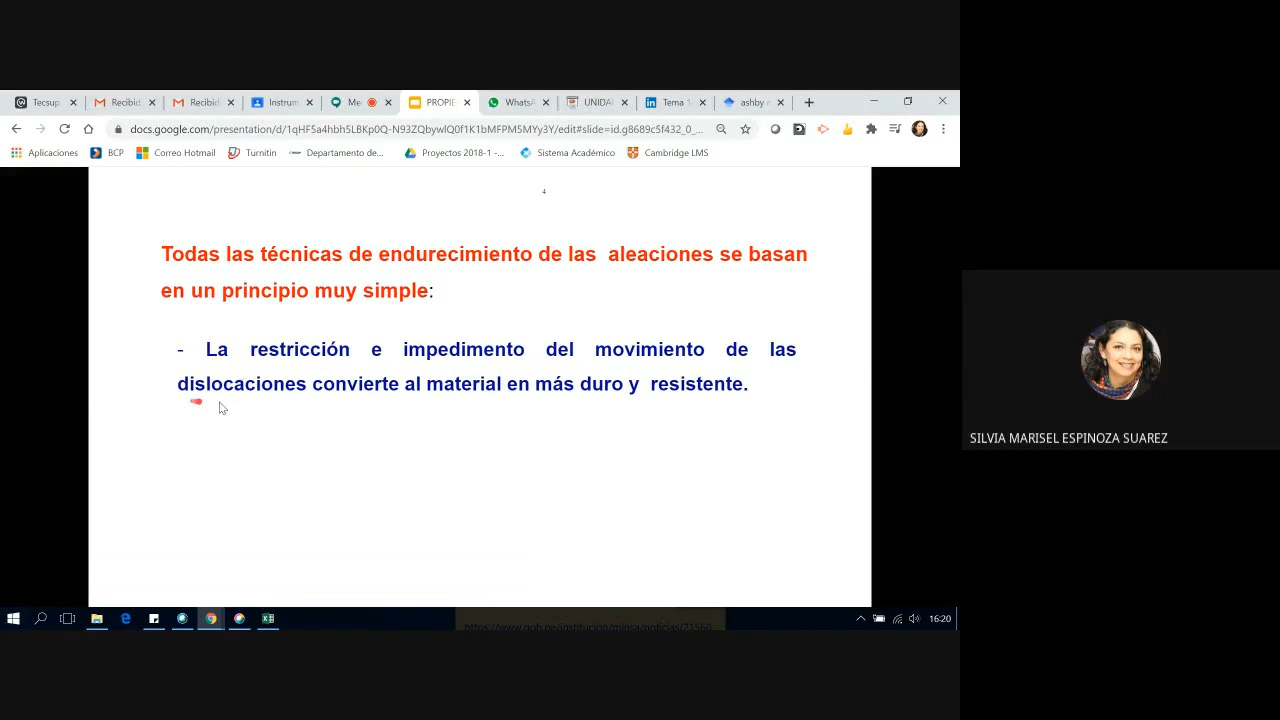 Tecsup
Recibid
Recibid
Instrum
Me
PROPIE
WhatsA
UNIDA
Tema 1
ashby
docs.google.com/presentation/d/1qHF5a4hbh5LBKp0Q-N93ZQbywlQ0f1K1bMFPM5MYy3Y/edit#slide=id.g8689c5f432_0_...
Aplicaciones
BCP
Correo Hotmail
Turnitin
Departamento de...
Proyectos 2018-1 -...
Sistema Académico
Cambridge LMS
4
Todas las técnicas de endurecimiento de las aleaciones se basan
en un principio muy simple:
- La restricción e impedimento del movimiento de las
dislocaciones convierte al material en más duro y resistente.
SILVIA MARISEL ESPINOZA SUAREZ
16:20